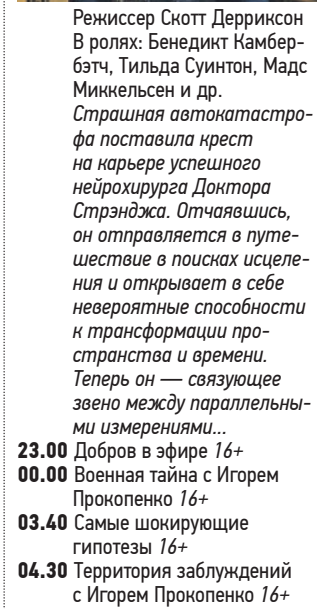 Режиссер Скотт Дерриксон
В ролях: Бенедикт Камбер-
бэтч, Тильда Суинтон, Мадс
Миккельсен и др.
Страшная автокатастро-
фа поставила крест
на карьере успешного
нейрохирурга Доктора
Стрэнджа. Отчаявшись,
он отправляется в путе-
шествие в поисках исцеле-
ния и открывает в себе
невероятные способности
к трансформации про-
странства и времени.
Теперь он — связующее
звено между параллельны-
ми измерениями...
23.00 Добров в эфире 16+
00.00 Военная тайна с Игорем
Прокопенко 16+
03.40 Самые шокирующие
гипотезы 16+
04.30 Территория заблуждений
с Игорем Прокопенко 16+